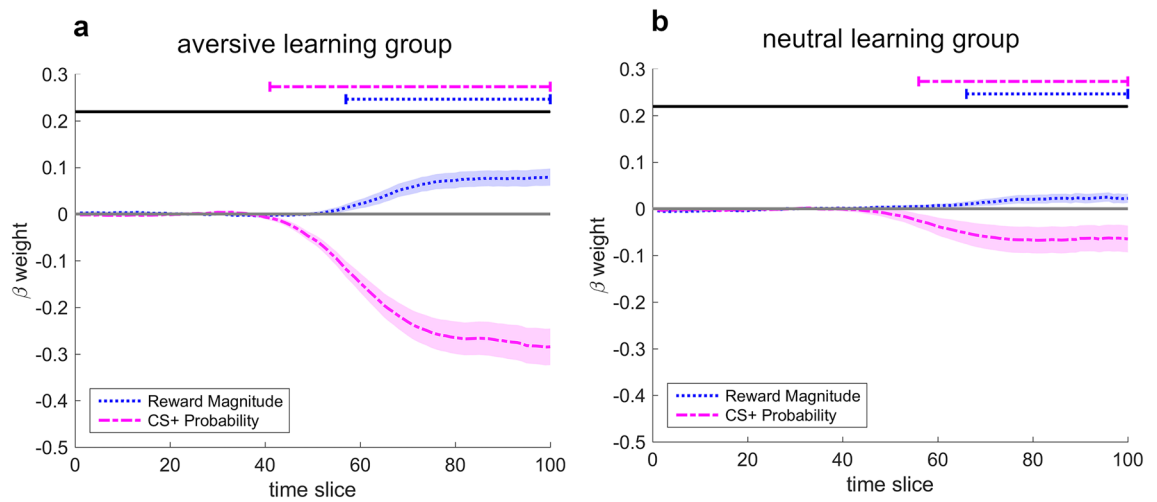 a
aversive learning group
0.3
0.2
0.1
0
-0.1
-0.2
-0.3
-0.4
-0.5
β weight
0
20
40
60
80
100
time slice
Reward Magnitude
CS+ Probability
b
neutral learning group
0.3
0.2
0.1
0
-0.1
-0.2
-0.3
-0.4
-0.5
β weight
0
20
40
60
80
100
time slice
Reward Magnitude
CS+ Probability